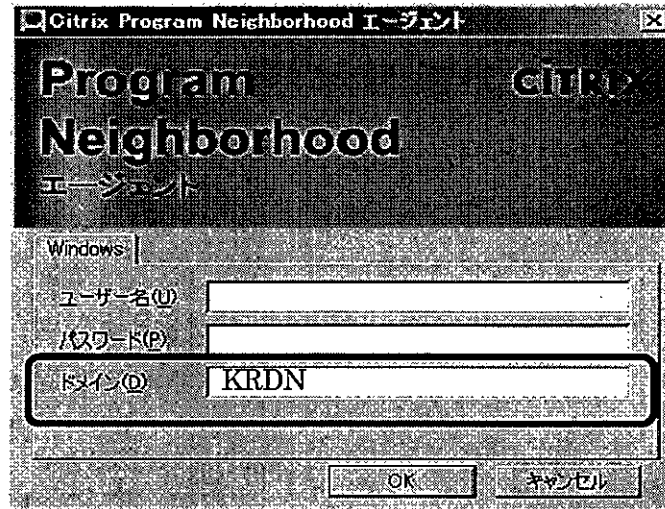 Citrix Program Neighborhood エージェント
Program
CiTRIX
Neighborhood
エージェント
Windows
ユーザー名(U)
パスワード(P)
ドメイン(D) KRDN
OK キャンセル